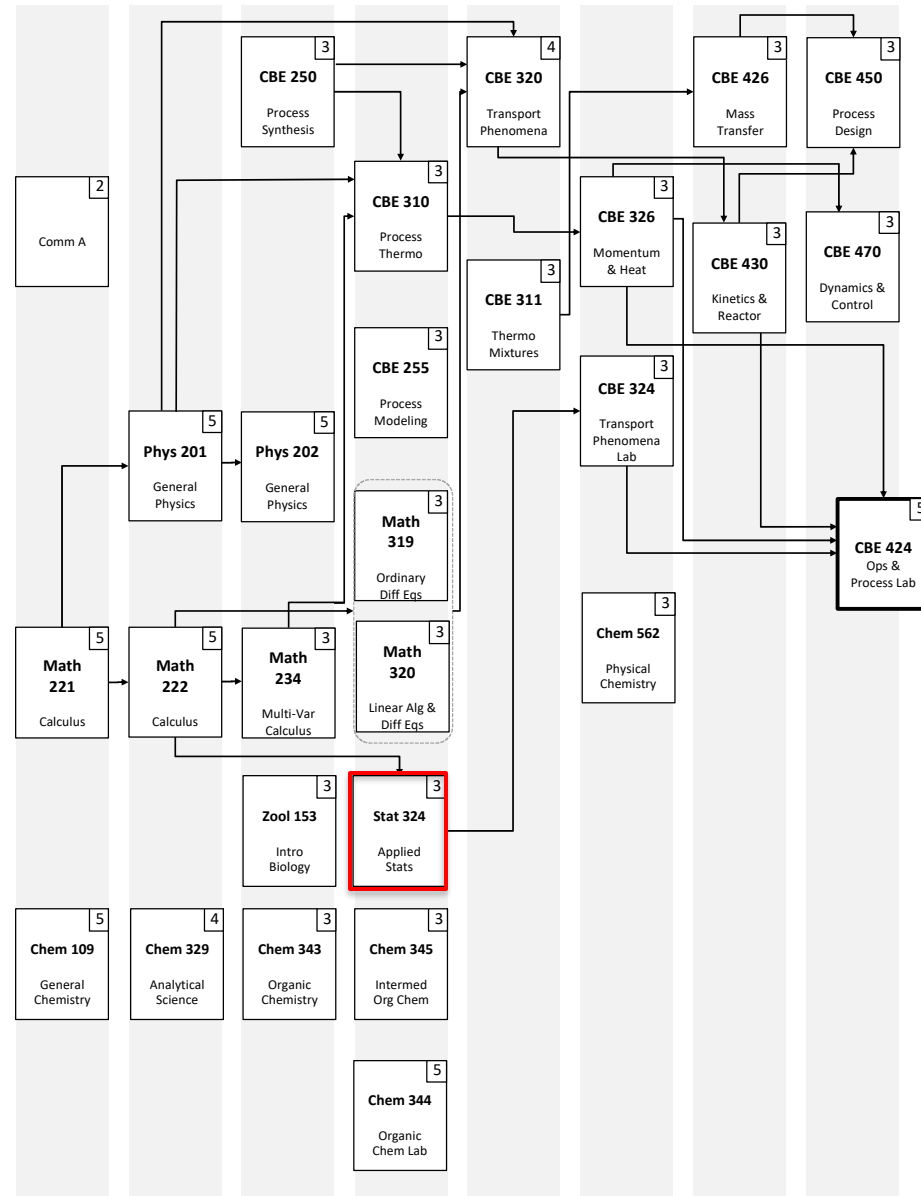 3
CBE 250
Process
Synthesis
4
CBE 320
Transport
Phenomena
3
CBE 426
Mass
Transfer
3
CBE 450
Process
Design
2
Comm A
3
CBE 310
Process
Thermo
3
CBE 326
Momentum
& Heat
3
CBE 430
Kinetics &
Reactor
3
CBE 470
Dynamics &
Control
3
CBE 311
Thermo
Mixtures
3
CBE 255
Process
Modeling
3
CBE 324
Transport
Phenomena
Lab
5
Phys 201
General
Physics
5
Phys 202
General
Physics
3
Math
319
Ordinary
Diff Eqs
5
CBE 424
Ops &
Process Lab
3
Chem 562
Physical
Chemistry
5
Math
221
Calculus
5
Math
222
Calculus
3
Math
234
Multi-Var
Calculus
3
Math
320
Linear Alg &
Diff Eqs
3
Zool 153
Intro
Biology
3
Stat 324
Applied
Stats
5
Chem 109
General
Chemistry
4
Chem 329
Analytical
Science
3
Chem 343
Organic
Chemistry
3
Chem 345
Intermed
Org Chem
5
Chem 344
Organic
Chem Lab